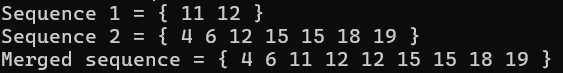 Sequence 1 = { 11 12 }
Sequence 2 = { 4 6 12 15 15 18 19 }
Merged sequence = { 4 6 11 12 12 15 15 18 19 }